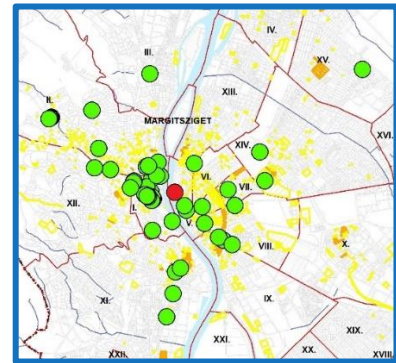 IV.
III.
XV.
XIII.
II.
MARGITSZIGET
XVI.
XIV.
VI.
VII.
XII.
I.
V.
VIII.
X.
XI.
IX.
XXI.
XIX.
XX.
XXII.
XVIII.